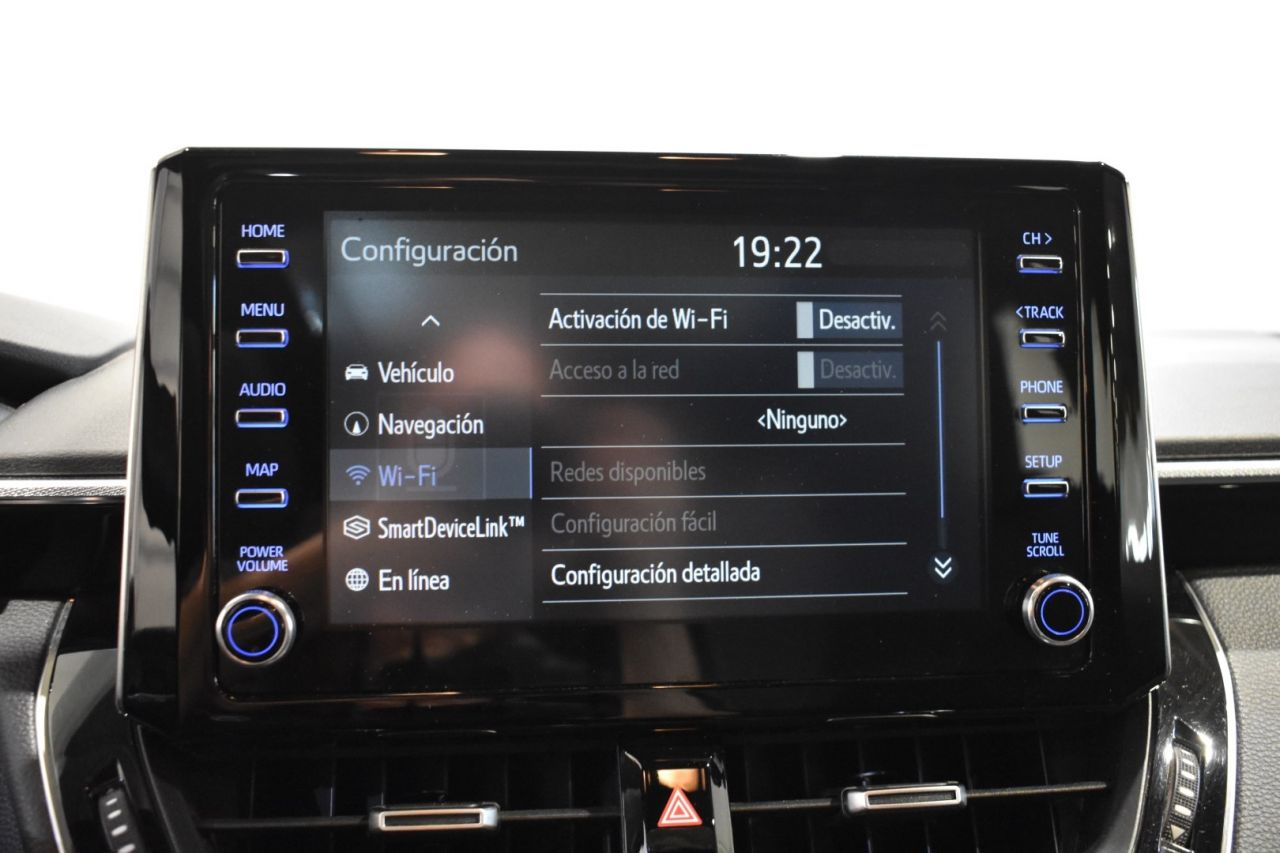 HOME
MENU
AUDIO
MAP
POWER
VOLUME
Configuración
19:22
Vehículo
Navegación
Wi-Fi
SmartDeviceLink™
En línea
Activación de Wi-Fi Desactiv.
Acceso a la red Desactiv.
<Ninguno>
Redes disponibles
Configuración fácil
Configuración detallada
CH >
<TRACK
PHONE
SETUP
TUNE
SCROLL